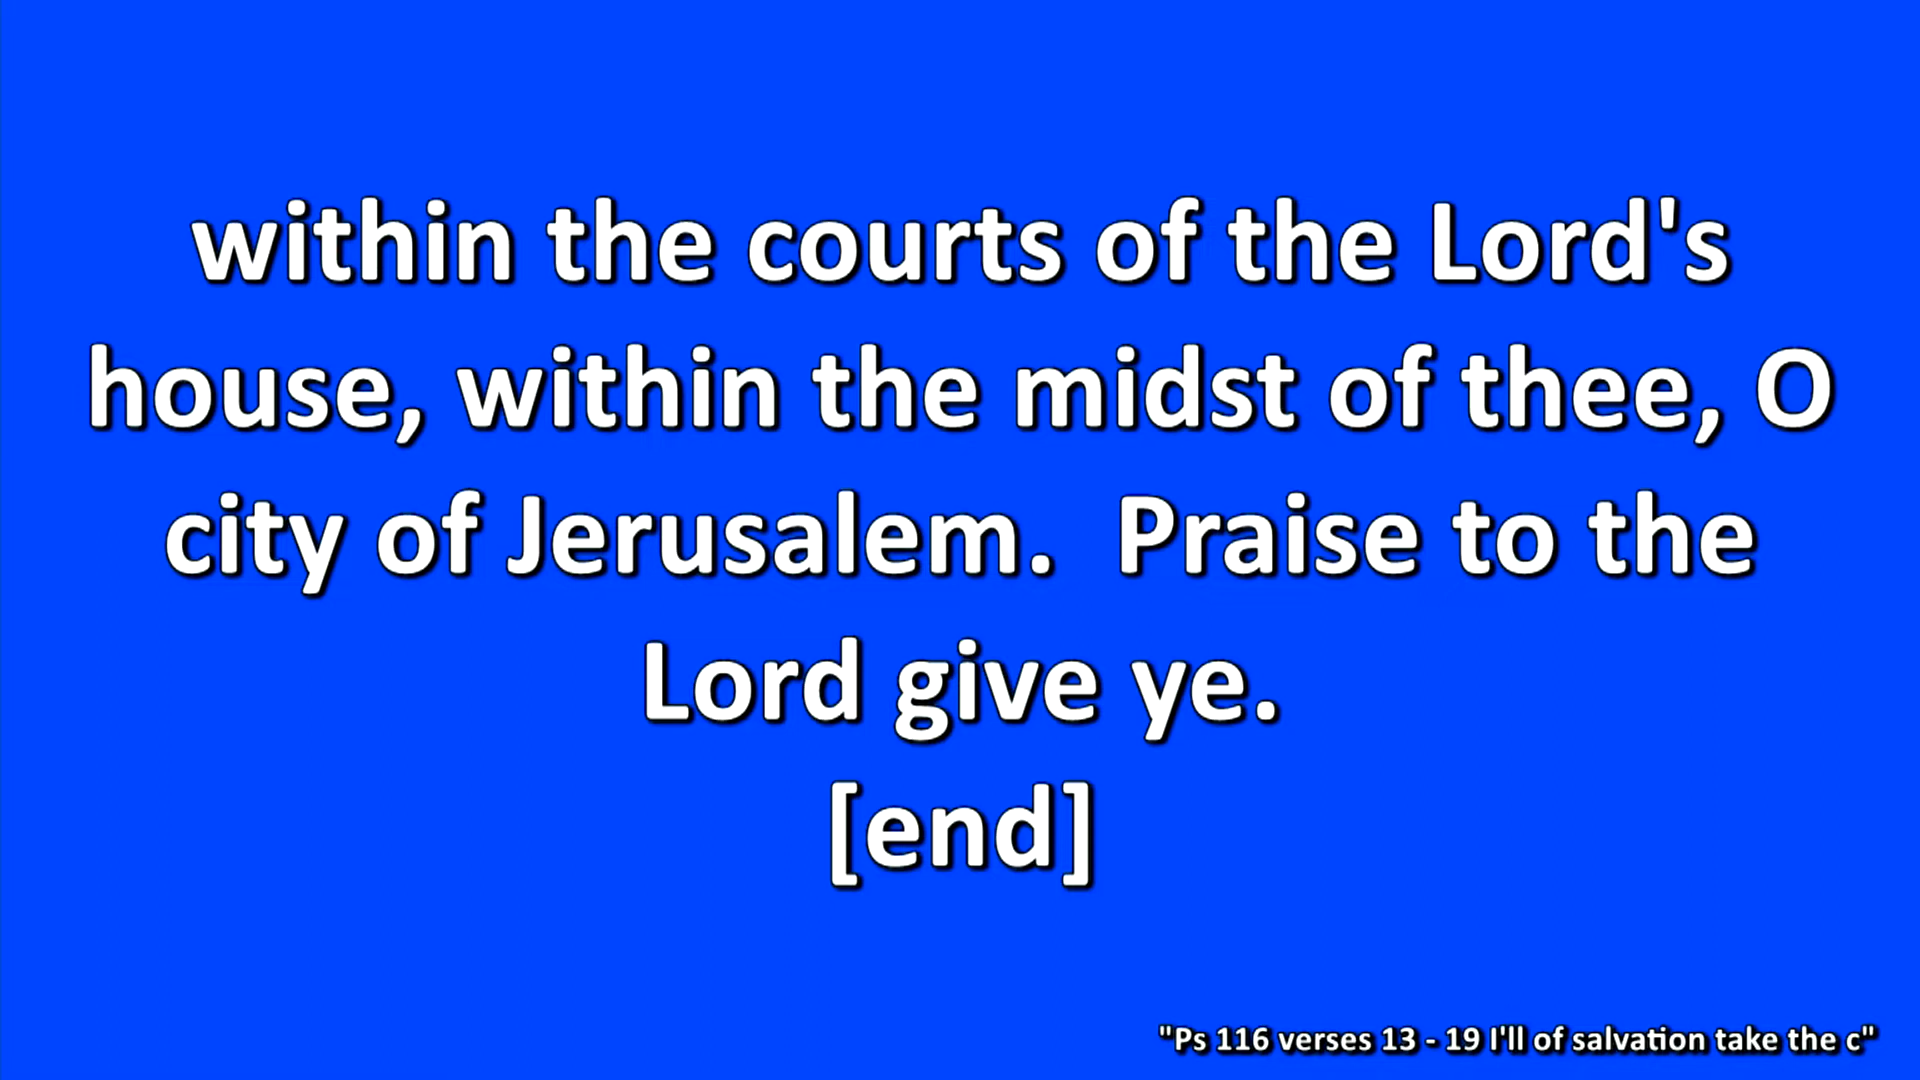 within the courts of the Lord's
house, within the midst of thee, O
city of Jerusalem.  Praise to the
Lord give ye.
[end]
"Ps 116 verses 13 - 19 I'll of salvation take the c"